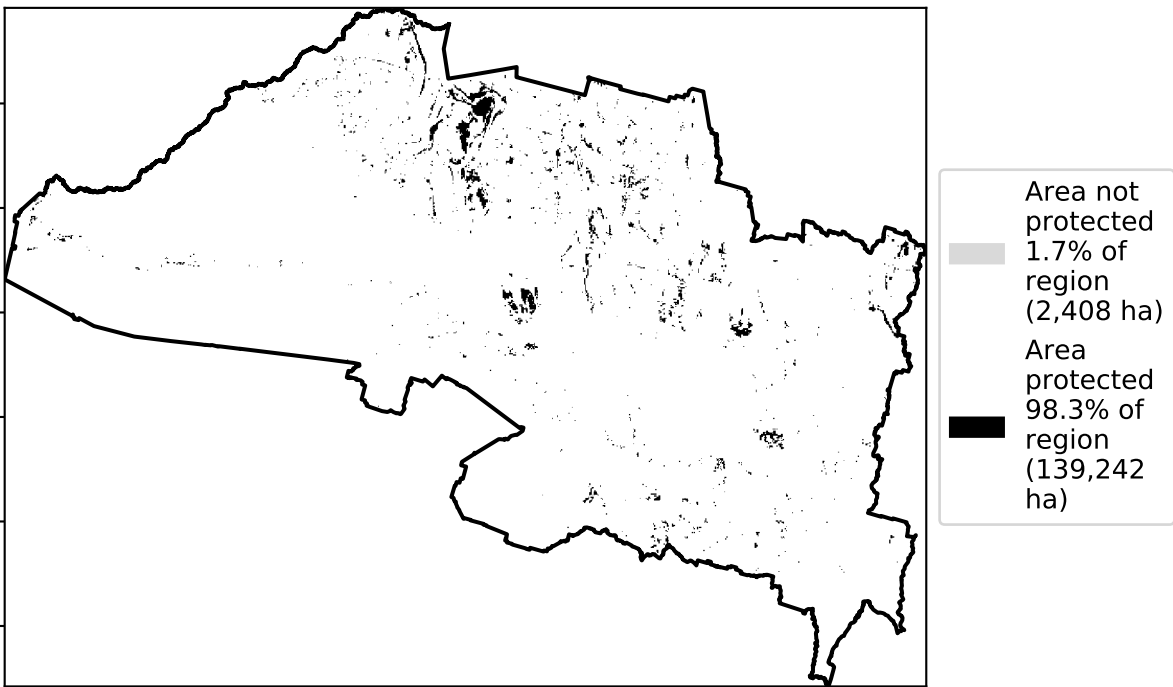 Area not
protected
1.7% of
region
(2,408 ha)
Area
protected
98.3% of
region
(139,242
ha)